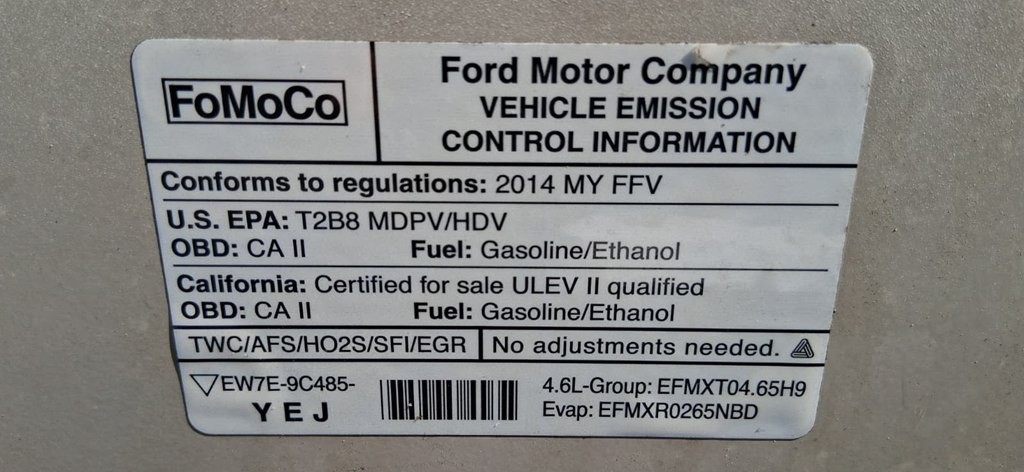 FoMoCo
Ford Motor Company
VEHICLE EMISSION
CONTROL INFORMATION
Conforms to regulations: 2014 MY FFV
U.S. EPA: T2B8 MDPV/HDV
OBD: CA II Fuel: Gasoline/Ethanol
California: Certified for sale ULEV II qualified
OBD: CA II Fuel: Gasoline/Ethanol
TWC/AFS/HO2S/SFI/EGR No adjustments needed.
EW7E-9C485-
YEJ
4.6L-Group: EFMXT04.65H9
Evap: EFMXR0265NBD